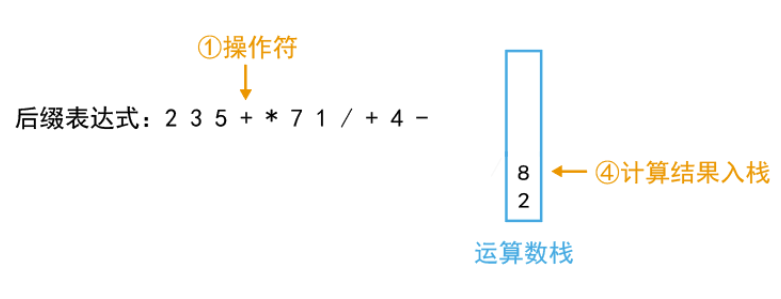 ①操作符
后缀表达式：2 3 5 + * 7 1 / + 4 -
8
④计算结果入栈
2
运算数栈